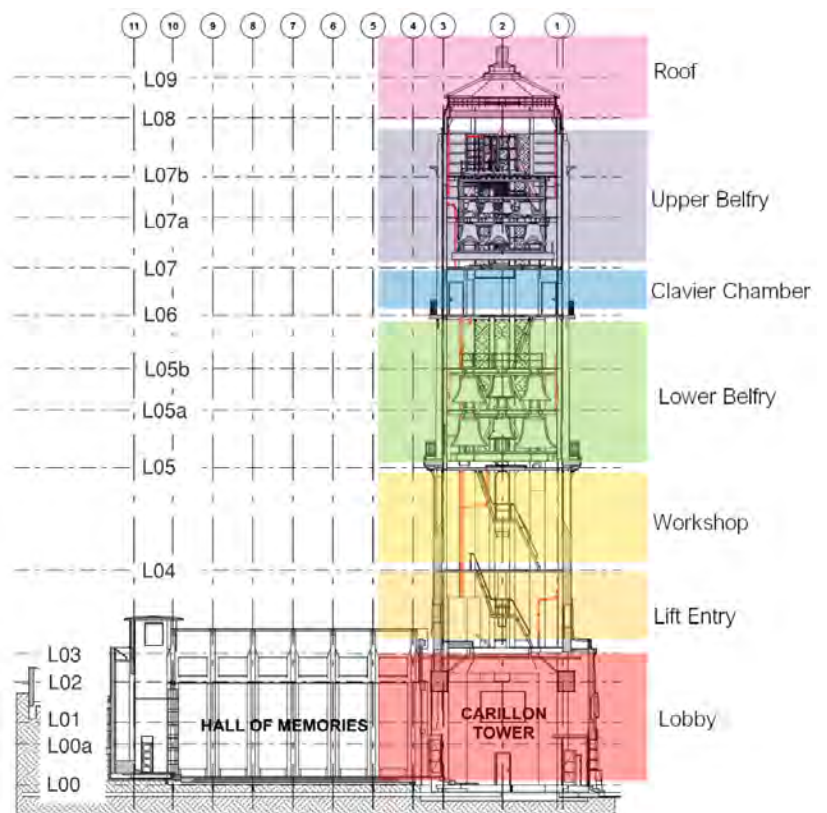 11 10 9 8 7 6 5 4 3 2 1
L09
Roof
L08
L07b
Upper Belfry
L07a
L07
Clavier Chamber
L06
L05b
Lower Belfry
L05a
L05
Workshop
L04
Lift Entry
L03
L02
L01
HALL OF MEMORIES
CARILLON
TOWER
Lobby
L00a
L00